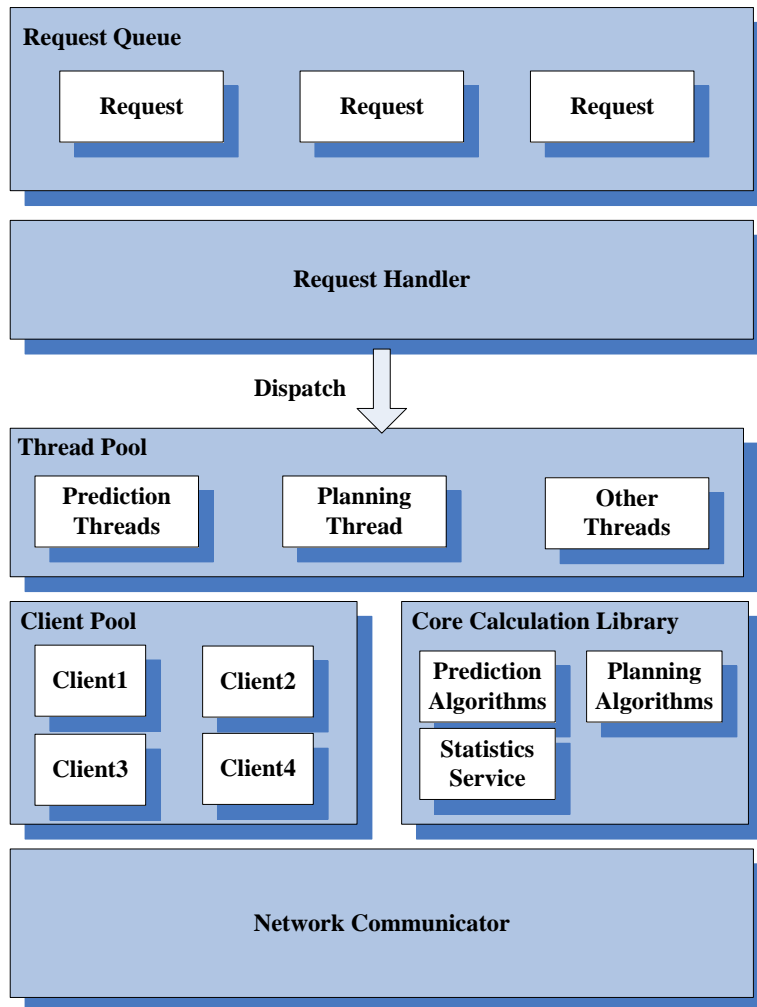 Request Queue
Request
Request
Request
Request Handler
Dispatch
Thread Pool
Prediction
Threads
Planning
Thread
Other
Threads
Client Pool
Client1
Client2
Client3
Client4
Core Calculation Library
Prediction
Algorithms
Planning
Algorithms
Statistics
Service
Network Communicator